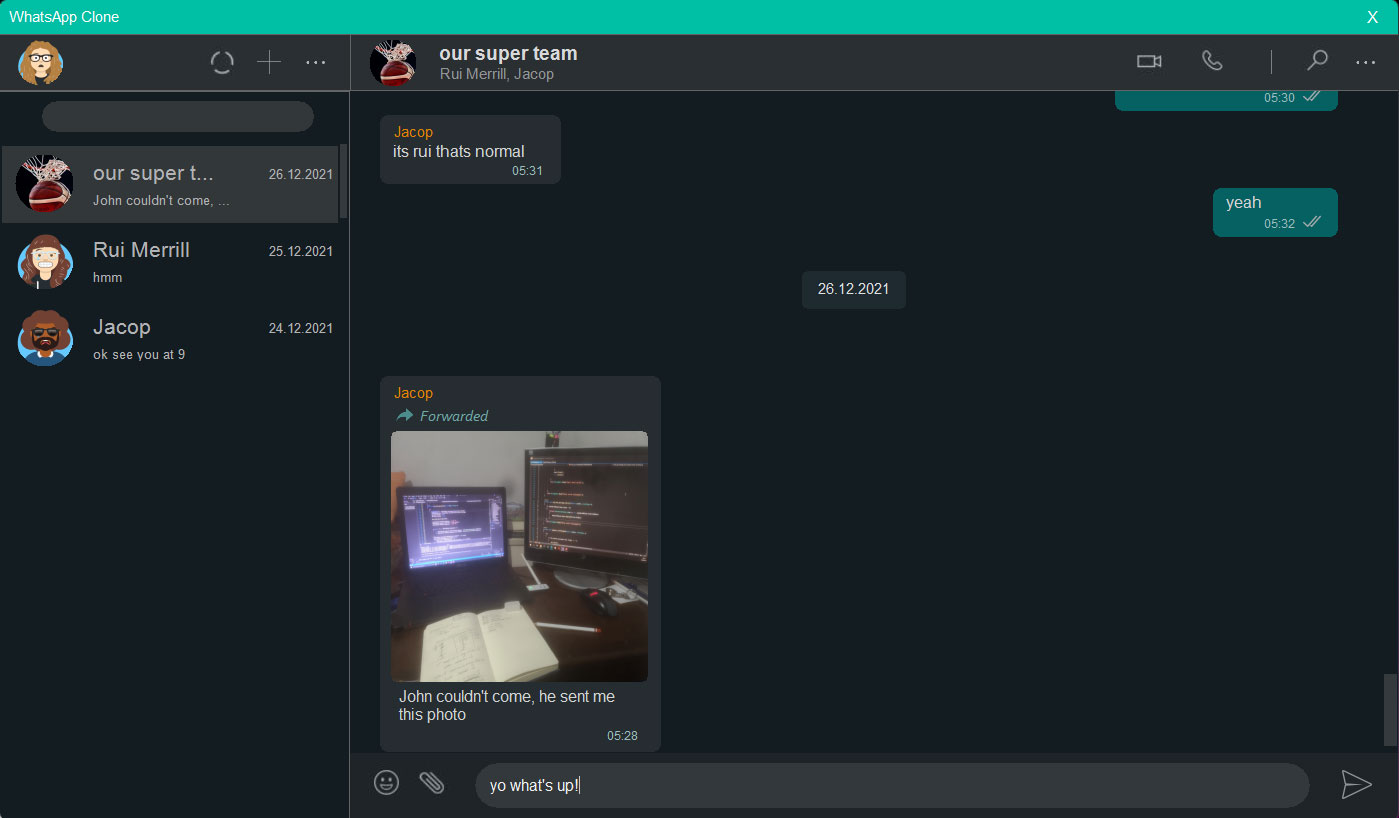 WhatsApp Clone
X
our super team
Rui Merrill, Jacop
our super t...
26.12.2021
John couldn't come, ...
Rui Merrill
25.12.2021
hmm
Jacop
24.12.2021
ok see you at 9
05:30
Jacop
its rui thats normal
05:31
yeah
05:32
26.12.2021
Jacop
Forwarded
John couldn't come, he sent me
this photo
05:28
yo what's up!